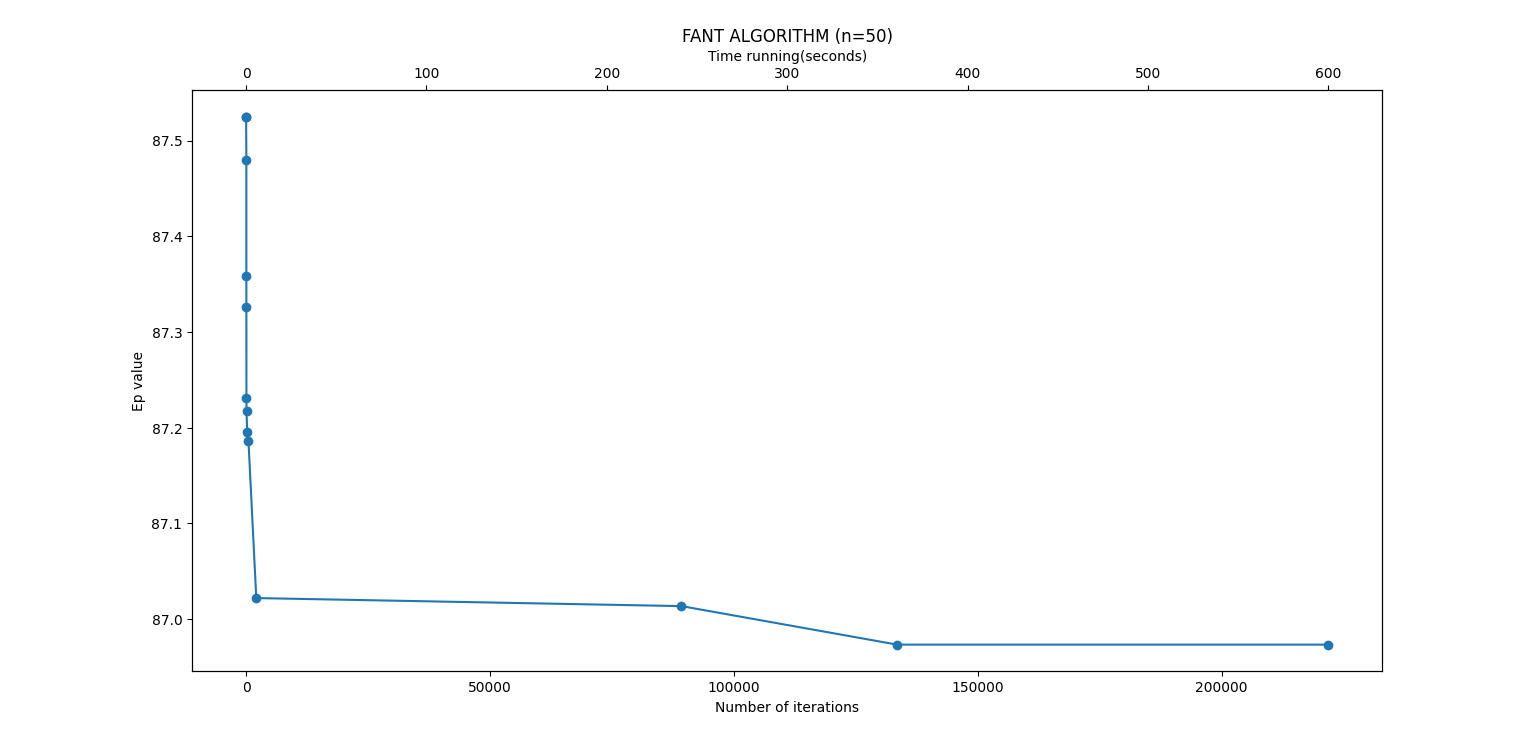 FANT ALGORITHM (n=50)
Time running(seconds)
0 100 200 300 400 500 600
87.5
87.4
87.3
87.2
87.1
87.0
Ep value
0 50000 100000 150000 200000
Number of iterations